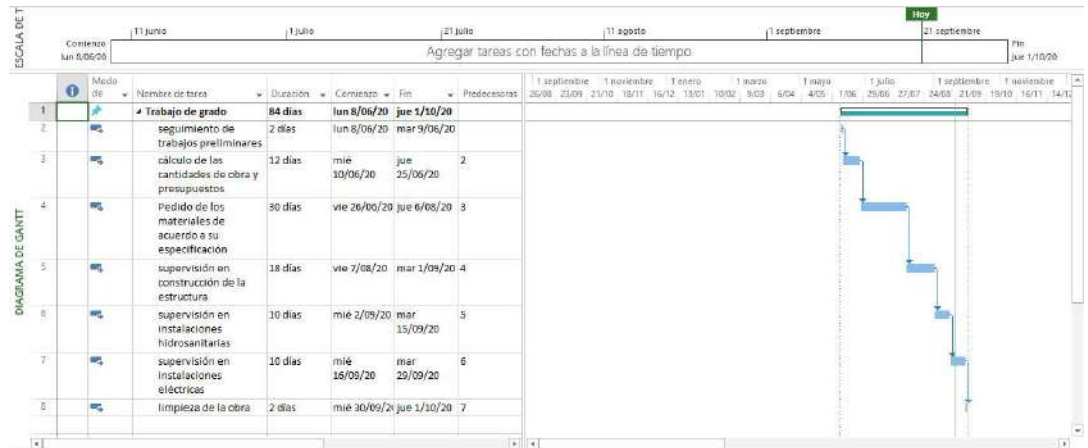 Hoy
11 junio 1 julio 21 julio 11 agosto 1 septiembre 21 septiembre
ESCALA DE T
Comienzo
lun 8/06/20
Agregar tareas con fechas a la línea de tiempo
Fin
jue 1/10/20
DIAGRAMA DE GANTT
Modo de Nombre de tarea Duración Comienzo Fin Predecesoras
1 septiembre 1 noviembre 1 enero 1 marzo 1 mayo 1 julio 1 septiembre 1 noviembre
26/08 23/09 21/10 18/11 16/12 13/01 10/02 9/03 6/04 4/05 1/06 29/06 27/07 24/08 21/09 19/10 16/11 14/12
1 Trabajo de grado 84 días lun 8/06/20 jue 1/10/20
2 seguimiento de 2 días lun 8/06/20 mar 9/06/20
trabajos preliminares
3 cálculo de las 12 días mié jue 2
cantidades de obra y 10/06/20 25/06/20
presupuestos
4 Pedido de los 30 días vie 26/06/20 jue 6/08/20 3
materiales de
acuerdo a su
especificación
5 supervisión en 18 días vie 7/08/20 mar 1/09/20 4
construcción de la
estructura
6 supervisión en 10 días mié 2/09/20 mar 5
instalaciones 15/09/20
hidrosanitarias
7 supervisión en 10 días mié mar 6
instalaciones 16/09/20 29/09/20
eléctricas
8 limpieza de la obra 2 días mié 30/09/2 jue 1/10/20 7